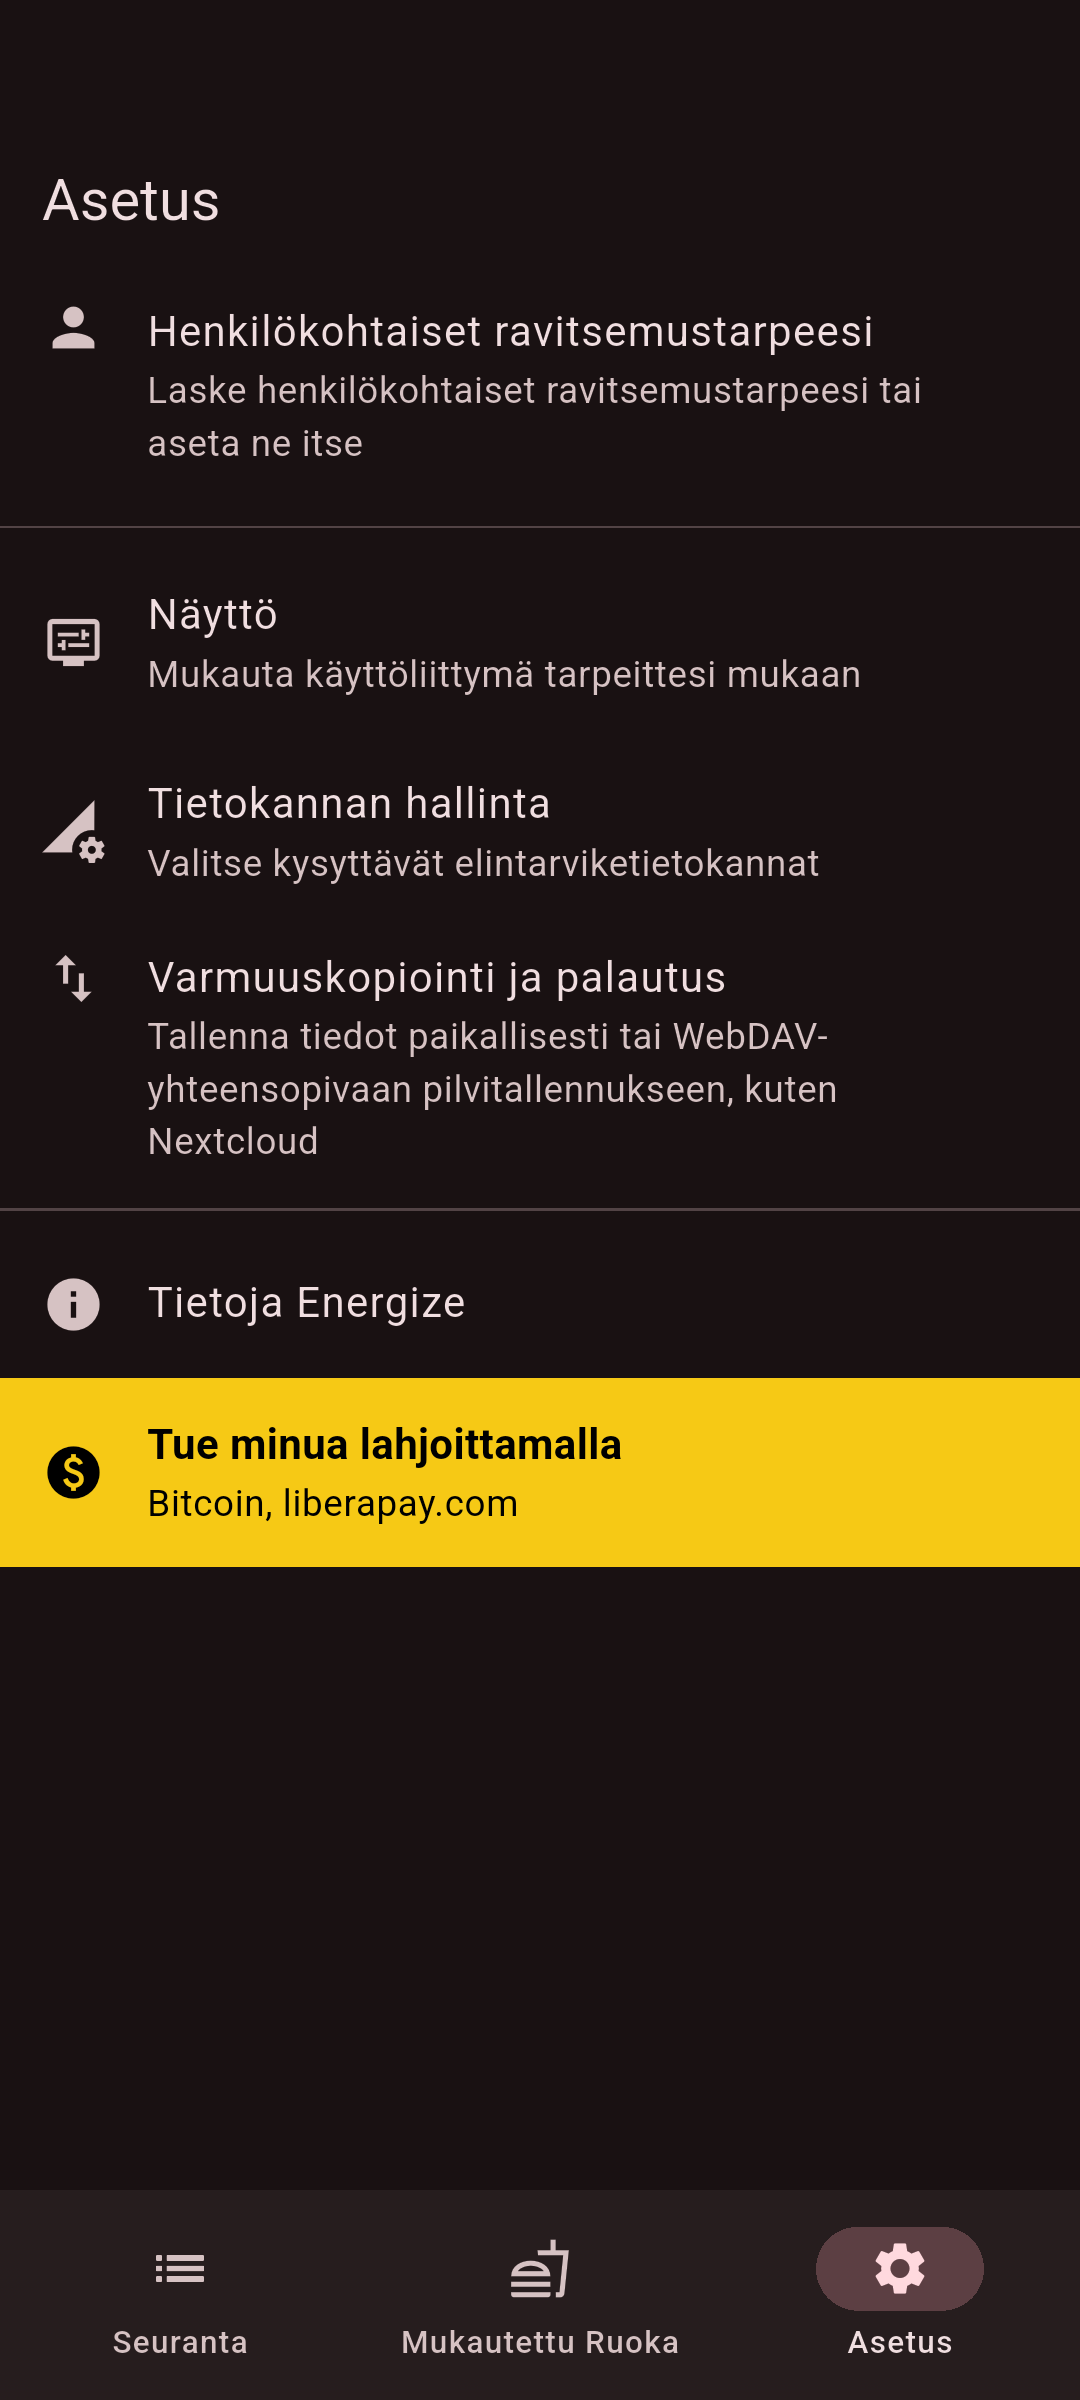 Asetus
Henkilökohtaiset ravitsemustarpeesi
Laske henkilökohtaiset ravitsemustarpeesi tai
aseta ne itse
Näyttö
Mukauta käyttöliittymä tarpeittesi mukaan
Tietokannan hallinta
Valitse kysyttävät elintarviketietokannat
Varmuuskopiointi ja palautus
Tallenna tiedot paikallisesti tai WebDAV-
yhteensopivaan pilvitallennukseen, kuten
Nextcloud
Tietoja Energize
Tue minua lahjoittamalla
Bitcoin, liberapay.com
Seuranta
Mukautettu Ruoka
Asetus